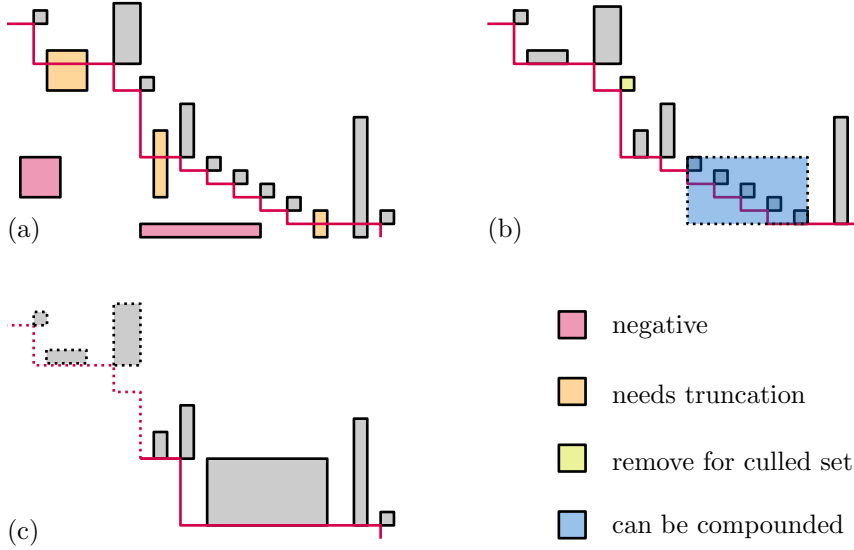 (a)
(b)
(c)
negative
needs truncation
remove for culled set
can be compounded